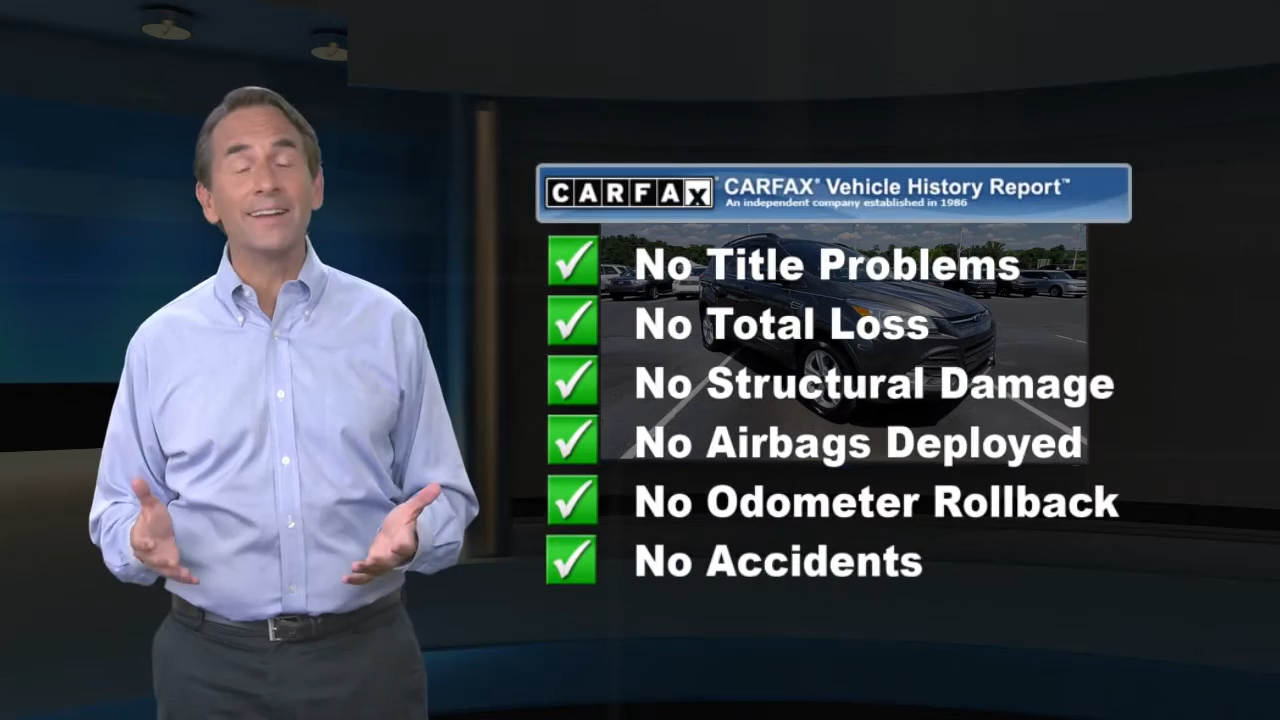 CARFAX® CARFAX® Vehicle History Report™
An independent company established in 1986
No Title Problems
No Total Loss
No Structural Damage
No Airbags Deployed
No Odometer Rollback
No Accidents